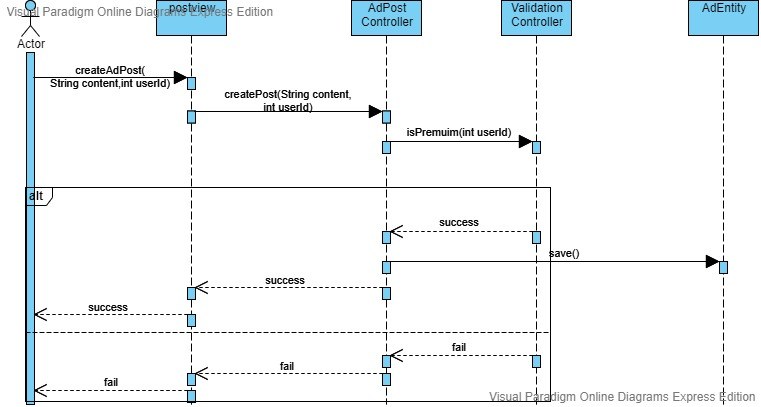 Visual Paradigm Online Diagrams Express Edition
postview
AdPost
Controller
Validation
Controller
AdEntity
Actor
createAdPost(
String content,int userId)
createPost(String content,
int userId)
isPremuim(int userId)
alt
success
save()
success
success
fail
fail
fail
Visual Paradigm Online Diagrams Express Edition